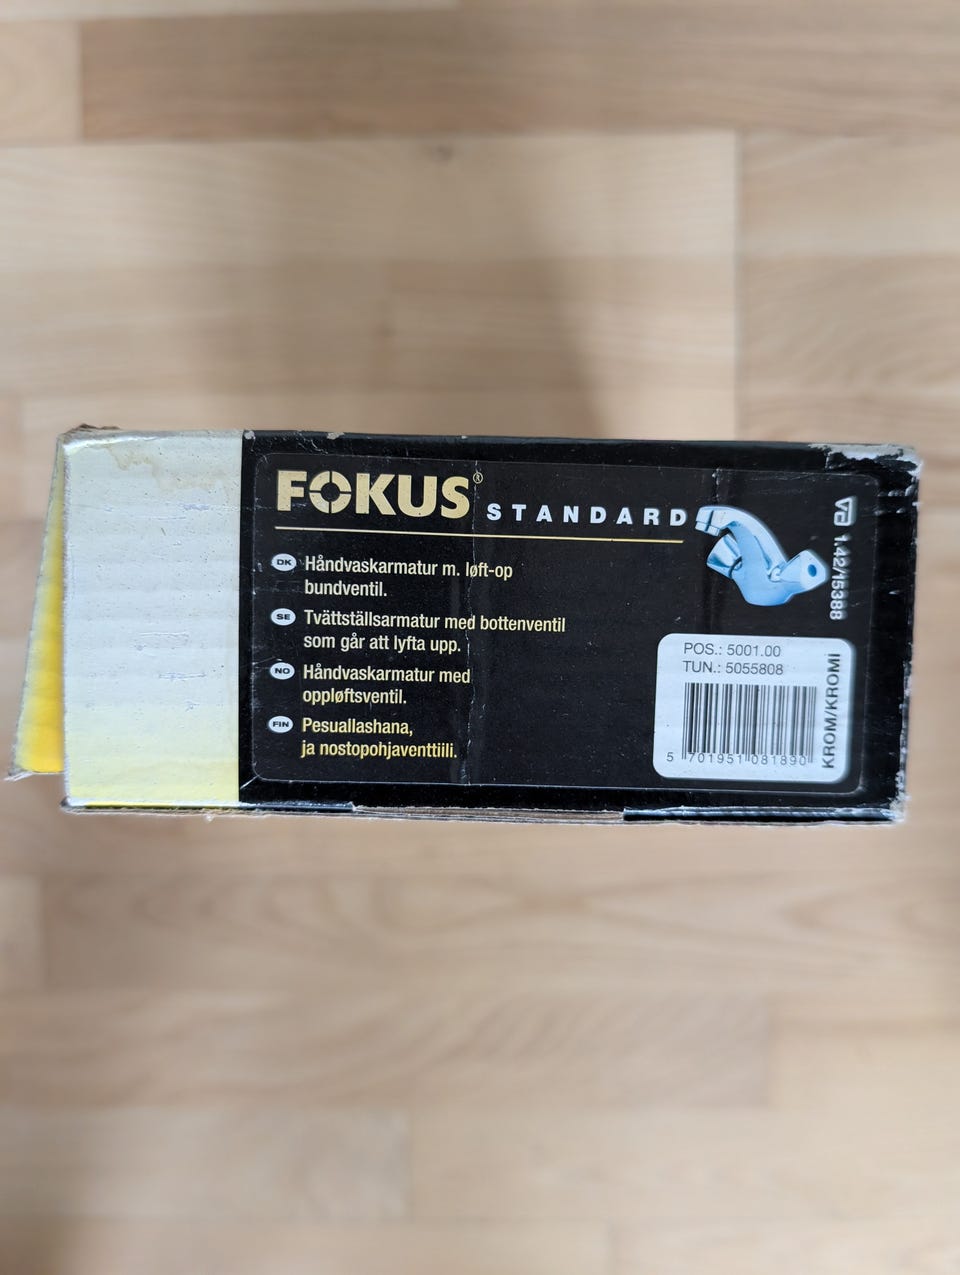 FOKUS®
STANDARD
DK Håndvaskarmatur m. løft-op
bundventil.
SE Tvättställsarmatur med bottenventil
som går att lyfta upp.
NO Håndvaskarmatur med
oppløftsventil.
FIN Pesuallashana,
ja nostopohjaventtiili.
VA 1.42/15388
POS.: 5001.00
TUN.: 5055808
5 701951 081890
KROM/KROMI